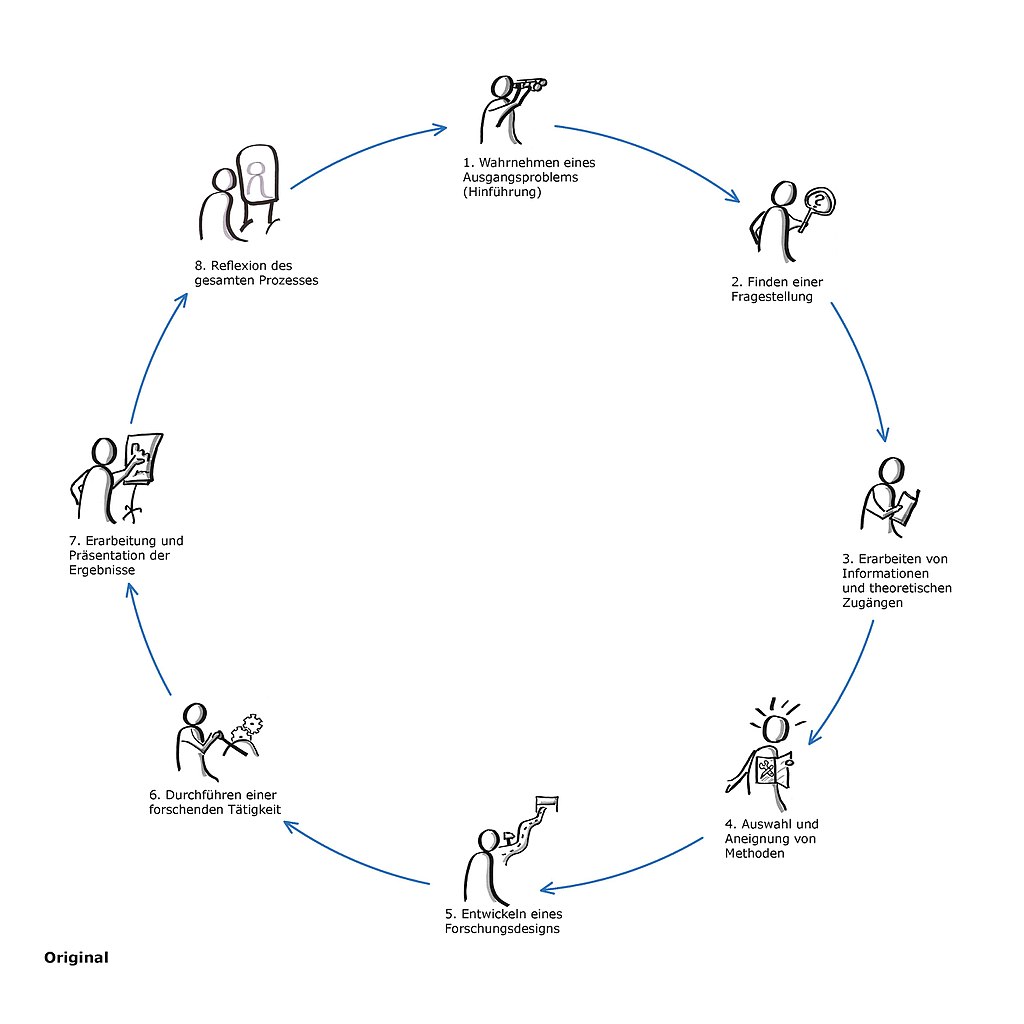 1. Wahrnehmen eines
Ausgangsproblems
(Hinführung)
?
2. Finden einer
Fragestellung
3. Erarbeiten von
Informationen
und theoretischen
Zugängen
4. Auswahl und
Aneignung von
Methoden
5. Entwickeln eines
Forschungsdesigns
6. Durchführen einer
forschenden Tätigkeit
7. Erarbeitung und
Präsentation der
Ergebnisse
8. Reflexion des
gesamten Prozesses
Original